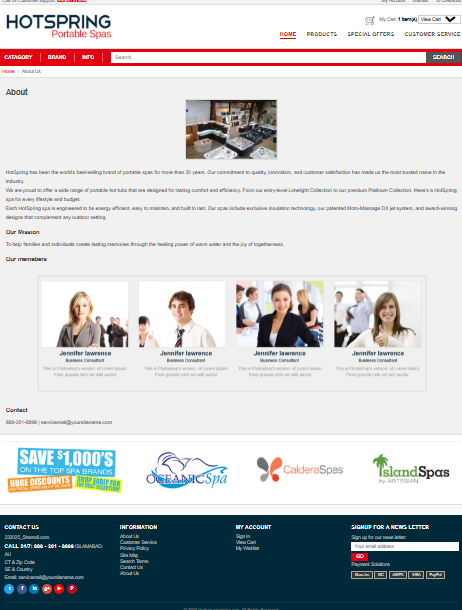 My Account Wishlist To Checkout
HOTSPRING
Portable Spas
My Cart: 1 item(s) View Cart
HOME PRODUCTS SPECIAL OFFERS CUSTOMER SERVICE
CATAGORY BRAND INFO Search SEARCH
Home › About Us
About
HotSpring has been the world's best-selling brand of portable spas for more than 30 years. Our commitment to quality, innovation, and customer satisfaction has made us the most trusted name in the
industry.
We are proud to offer a wide range of portable hot tubs that are designed for lasting comfort and efficiency. From our entry-level Limelight Collection to our premium Platinum Collection, there's a HotSpring
spa for every lifestyle and budget.
Each HotSpring spa is engineered to be energy efficient, easy to maintain, and built to last. Our spas include exclusive insulation technology, our patented Moto-Massage DX jet system, and award-winning
designs that complement any outdoor setting.
Our Mission
To help families and individuals create lasting memories through the healing power of warm water and the joy of togetherness.
Our memebers
Jennifer lawrence Jennifer lawrence Jennifer lawrence Jennifer lawrence
Business Consultant Business Consultant Business Consultant Business Consultant
This is Photoshop's version of Lorem Ipsum. This is Photoshop's version of Lorem Ipsum. This is Photoshop's version of Lorem Ipsum. This is Photoshop's version of Lorem Ipsum.
Proin gravida nibh vel velit auctor Proin gravida nibh vel velit auctor Proin gravida nibh vel velit auctor Proin gravida nibh vel velit auctor
Contact
888-201-8899 | servicemail@yoursitename.com
SAVE $1,000'S
ON THE TOP SPA BRANDS
HUGE DISCOUNTS SHOP EARLY FOR
THE BEST SELECTION!
OCEANIC Spa
CalderaSpas
IslandSpas
by ARTESIAN
CONTACT US INFORMATION MY ACCOUNT SIGNUP FOR A NEWS LETTER
About Us Sign in Sign up for our news letter:
CALL 24/7: 888 - 201 - 8899 ISLAMABAD: Customer Service View Cart Your email address
AU Privacy Policy My Wishlist GO
CT & Zip Code Site Map Payment Solutions
SE & Country Search Terms
Email: servicemail@yoursitename.com Contact Us MC AMPX VISA PayPal
About Us